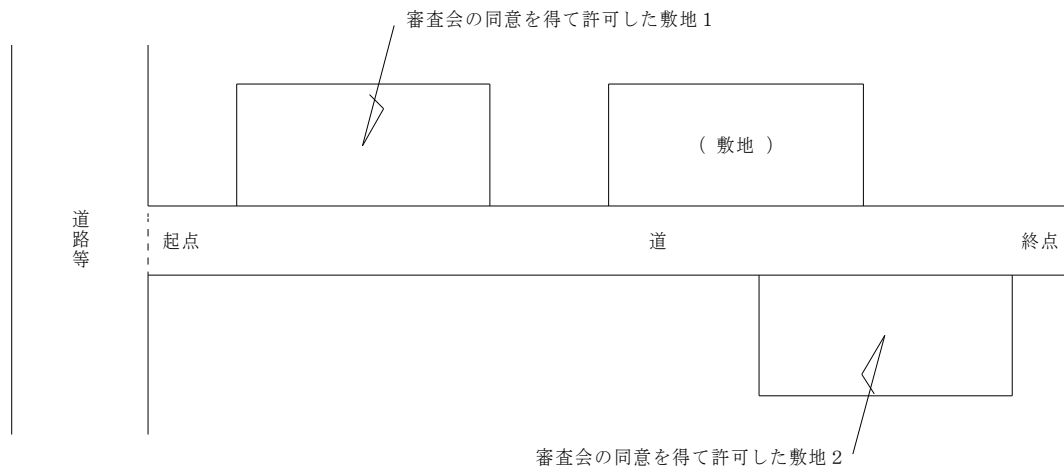 審査会の同意を得て許可した敷地1
（ 敷地 ）
道路等
起点
道
終点
審査会の同意を得て許可した敷地2